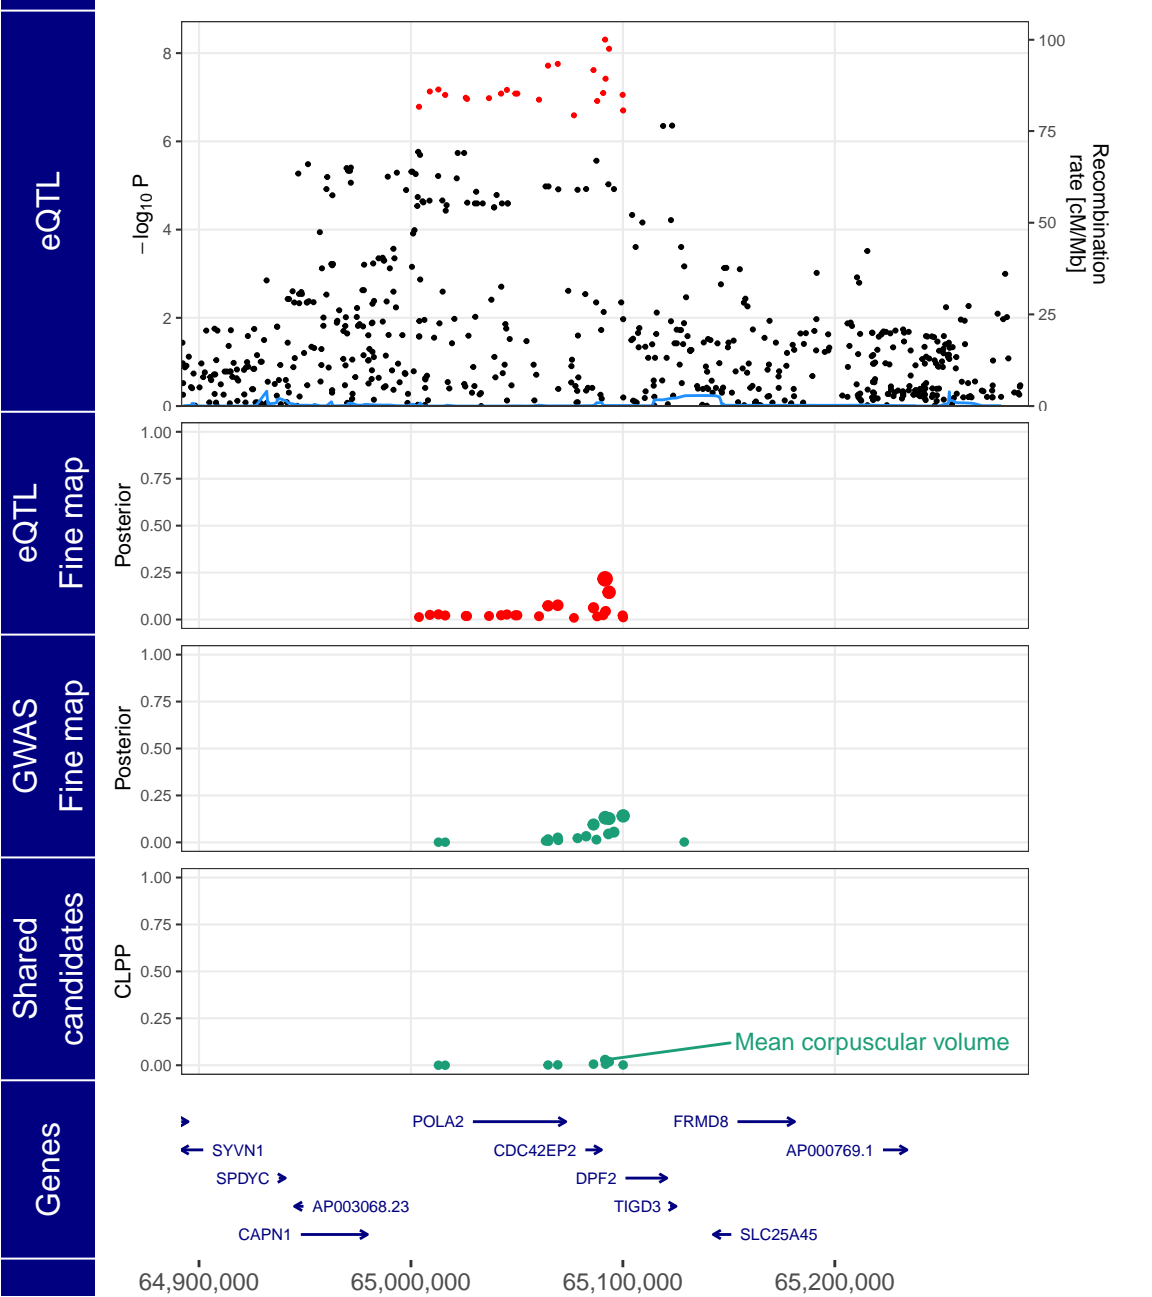 eQTL
−log10 P
8
6
4
2
0
100
75
50
25
0
Recombination
rate [cM/Mb]
eQTL
Fine map
Posterior
1.00
0.75
0.50
0.25
0.00
GWAS
Fine map
Posterior
1.00
0.75
0.50
0.25
0.00
Shared
candidates
CLPP
1.00
0.75
0.50
0.25
0.00
Mean corpuscular volume
Genes
POLA2
FRMD8
SYVN1
CDC42EP2
AP000769.1
SPDYC
DPF2
AP003068.23
TIGD3
CAPN1
SLC25A45
64,900,000
65,000,000
65,100,000
65,200,000